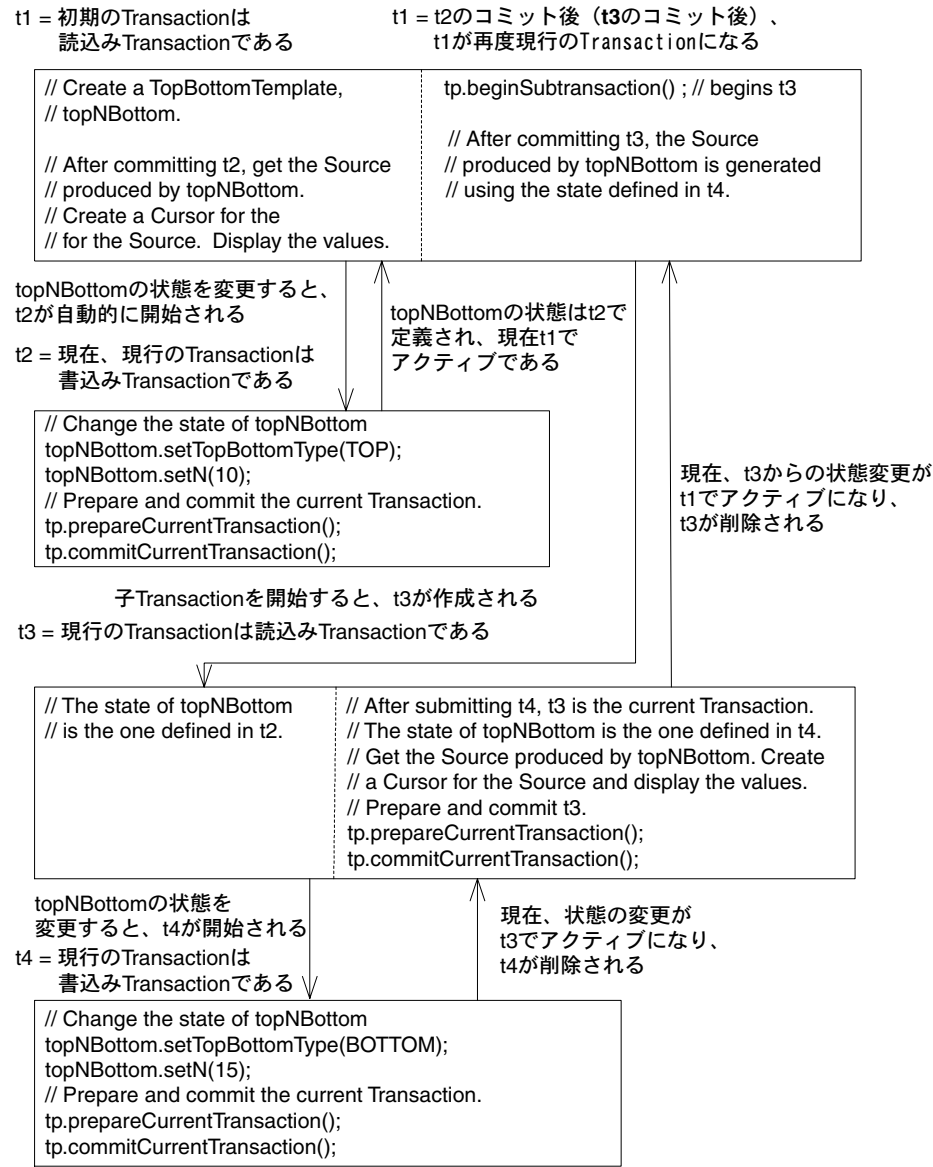 t1 = 初期のTransactionは
読込みTransactionである
t1 = t2のコミット後（t3のコミット後）、
t1が再度現行のTransactionになる
// Create a TopBottomTemplate,
// topNBottom.
// After committing t2, get the Source
// produced by topNBottom.
// Create a Cursor for the
// for the Source. Display the values.
tp.beginSubtransaction() ; // begins t3
// After committing t3, the Source
// produced by topNBottom is generated
// using the state defined in t4.
topNBottomの状態を変更すると、
t2が自動的に開始される
topNBottomの状態はt2で
定義され、現在t1で
アクティブである
t2 = 現在、現行のTransactionは
書込みTransactionである
// Change the state of topNBottom
topNBottom.setTopBottomType(TOP);
topNBottom.setN(10);
// Prepare and commit the current Transaction.
tp.prepareCurrentTransaction();
tp.commitCurrentTransaction();
現在、t3からの状態変更が
t1でアクティブになり、
t3が削除される
子Transactionを開始すると、t3が作成される
t3 = 現行のTransactionは読込みTransactionである
// The state of topNBottom
// is the one defined in t2.
// After submitting t4, t3 is the current Transaction.
// The state of topNBottom is the one defined in t4.
// Get the Source produced by topNBottom. Create
// a Cursor for the Source and display the values.
// Prepare and commit t3.
tp.prepareCurrentTransaction();
tp.commitCurrentTransaction();
topNBottomの状態を
変更すると、t4が開始される
現在、状態の変更が
t3でアクティブになり、
t4が削除される
t4 = 現行のTransactionは
書込みTransactionである
// Change the state of topNBottom
topNBottom.setTopBottomType(BOTTOM);
topNBottom.setN(15);
// Prepare and commit the current Transaction.
tp.prepareCurrentTransaction();
tp.commitCurrentTransaction();